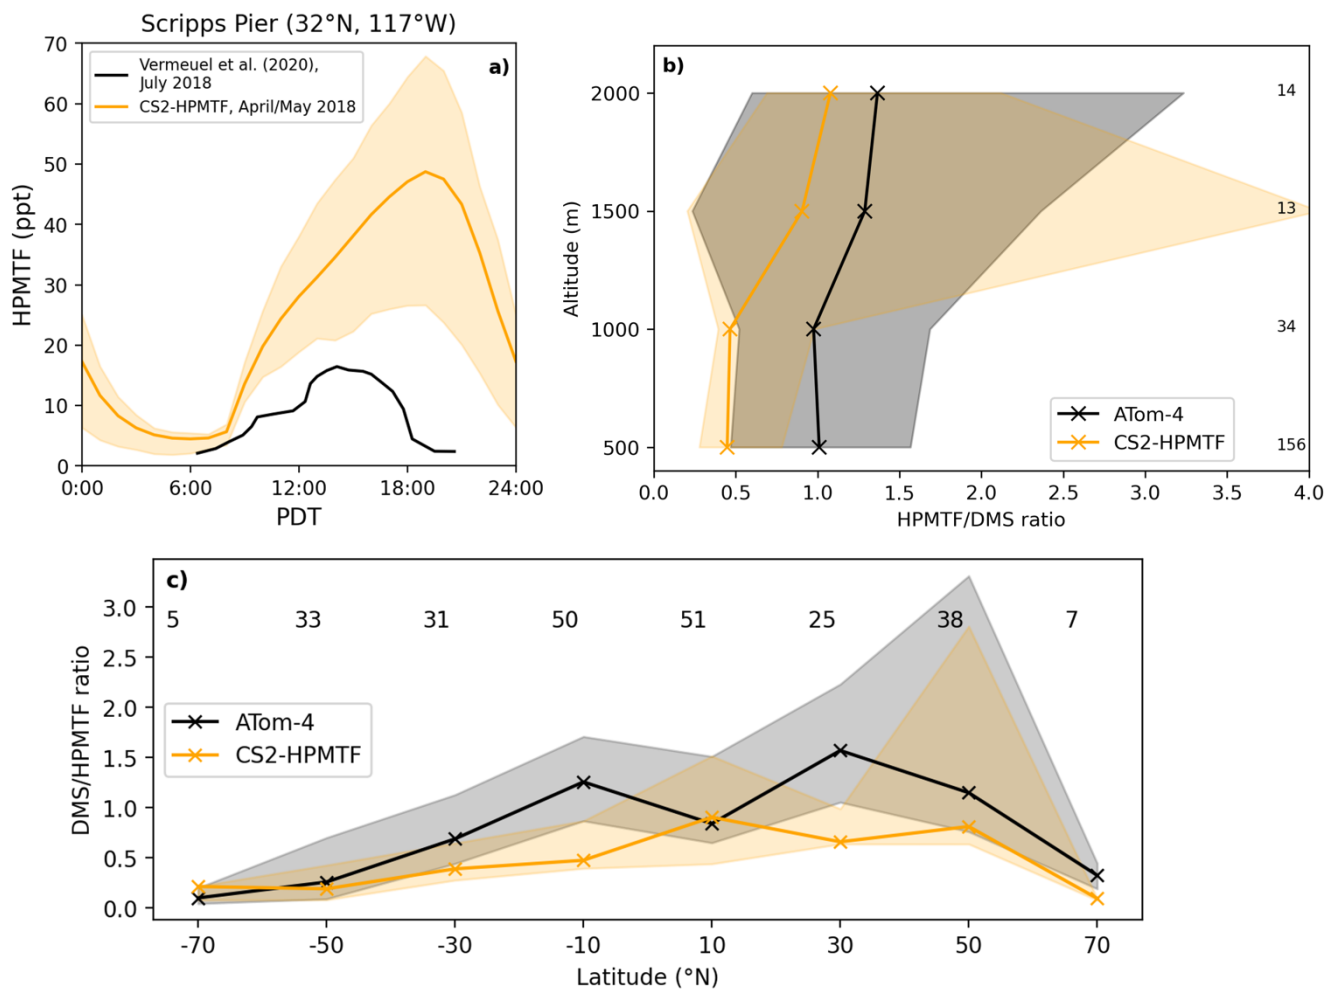 Scripps Pier (32°N, 117°W)
a)
Vermeuel et al. (2020),
July 2018
CS2-HPMTF, April/May 2018
HPMTF (ppt)
70
60
50
40
30
20
10
0
0:00 6:00 12:00 18:00 24:00
PDT
b)
Altitude (m)
2000
1500
1000
500
14
13
34
156
ATom-4
CS2-HPMTF
0.0 0.5 1.0 1.5 2.0 2.5 3.0 3.5 4.0
HPMTF/DMS ratio
c)
5 33 31 50 51 25 38 7
DMS/HPMTF ratio
3.0
2.5
2.0
1.5
1.0
0.5
0.0
ATom-4
CS2-HPMTF
-70 -50 -30 -10 10 30 50 70
Latitude (°N)